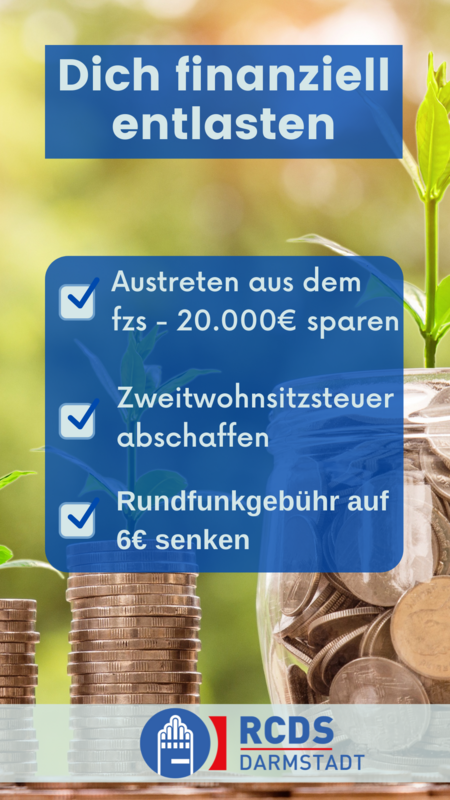 Dich finanziell
entlasten
Austreten aus dem
fzs - 20.000€ sparen
Zweitwohnsitzsteuer
abschaffen
Rundfunkgebühr auf
6€ senken
RCDS
DARMSTADT